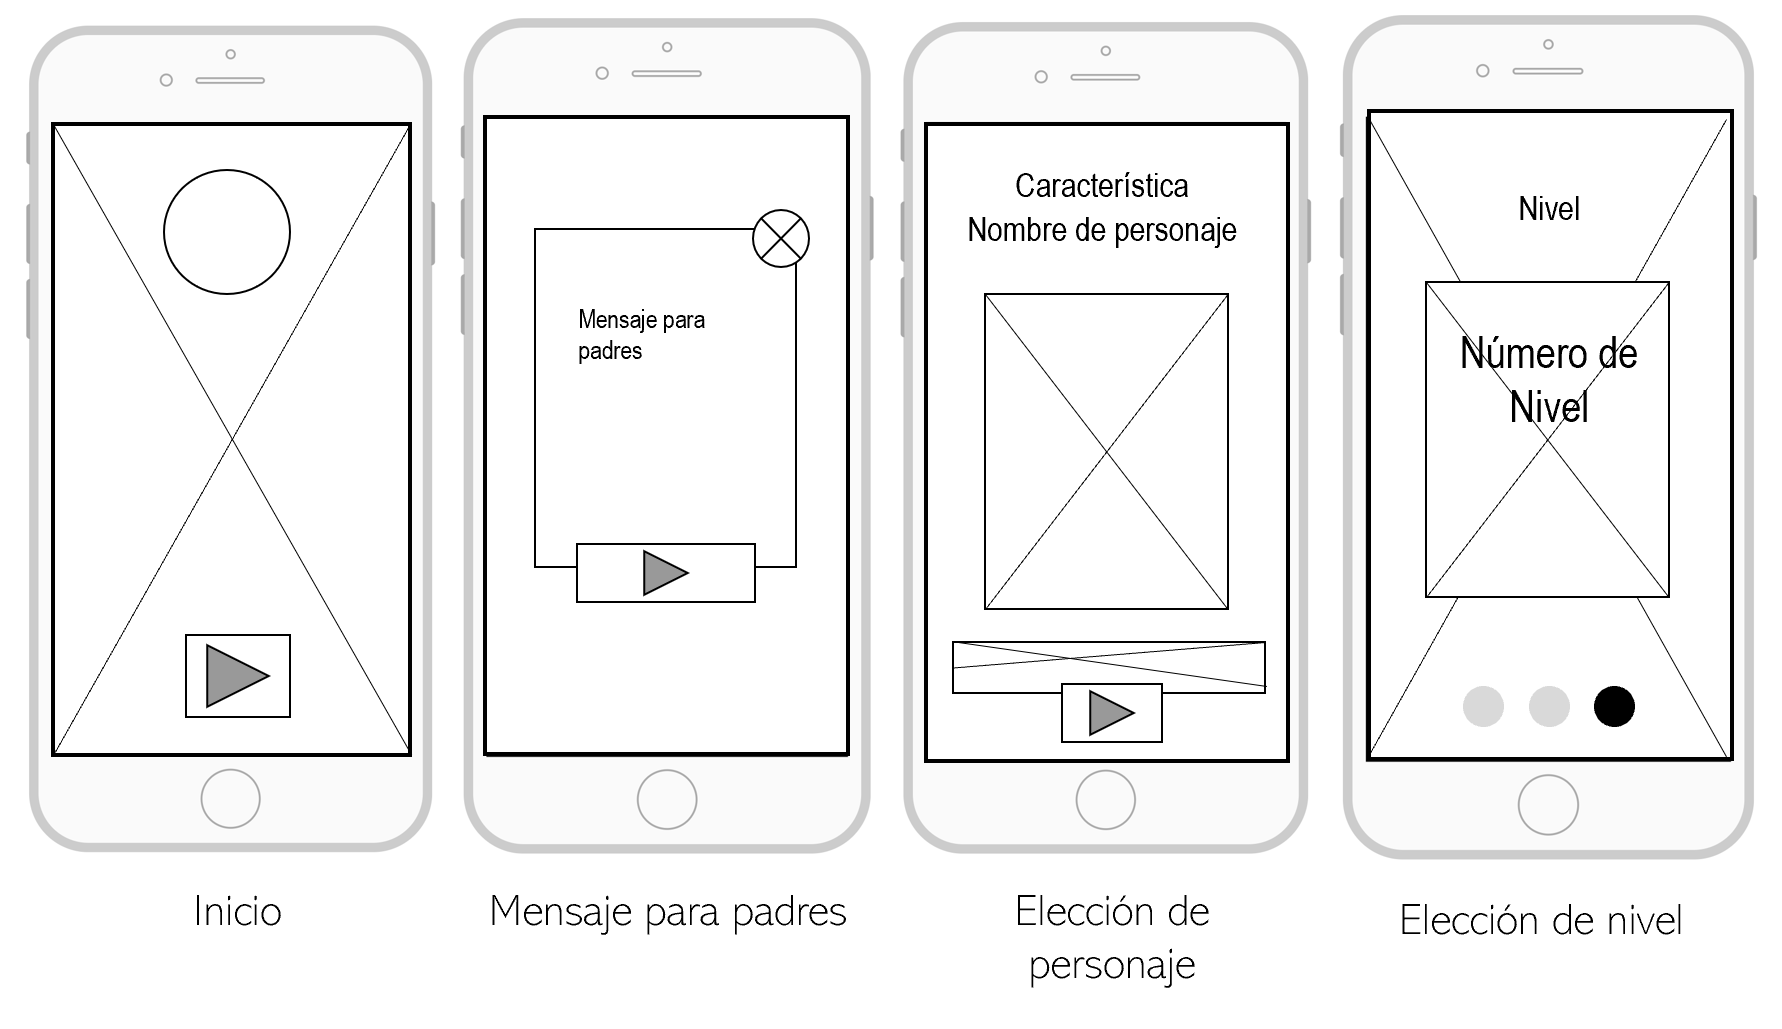 Mensaje para
padres
Característica
Nombre de personaje
Nivel
Número de
Nivel
Inicio
Mensaje para padres
Elección de
personaje
Elección de nivel